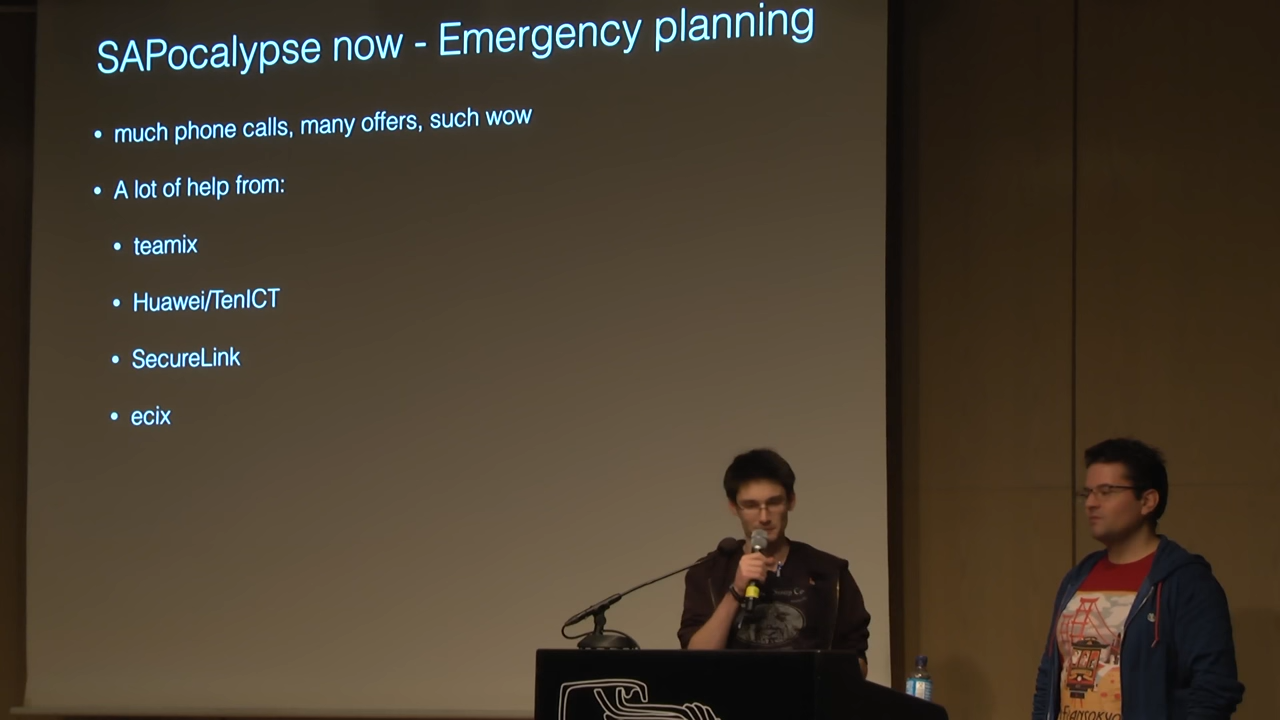 SAPocalypse now - Emergency planning
• much phone calls, many offers, such wow
• A lot of help from:
• teamix
• Huawei/TenICT
• SecureLink
• ecix